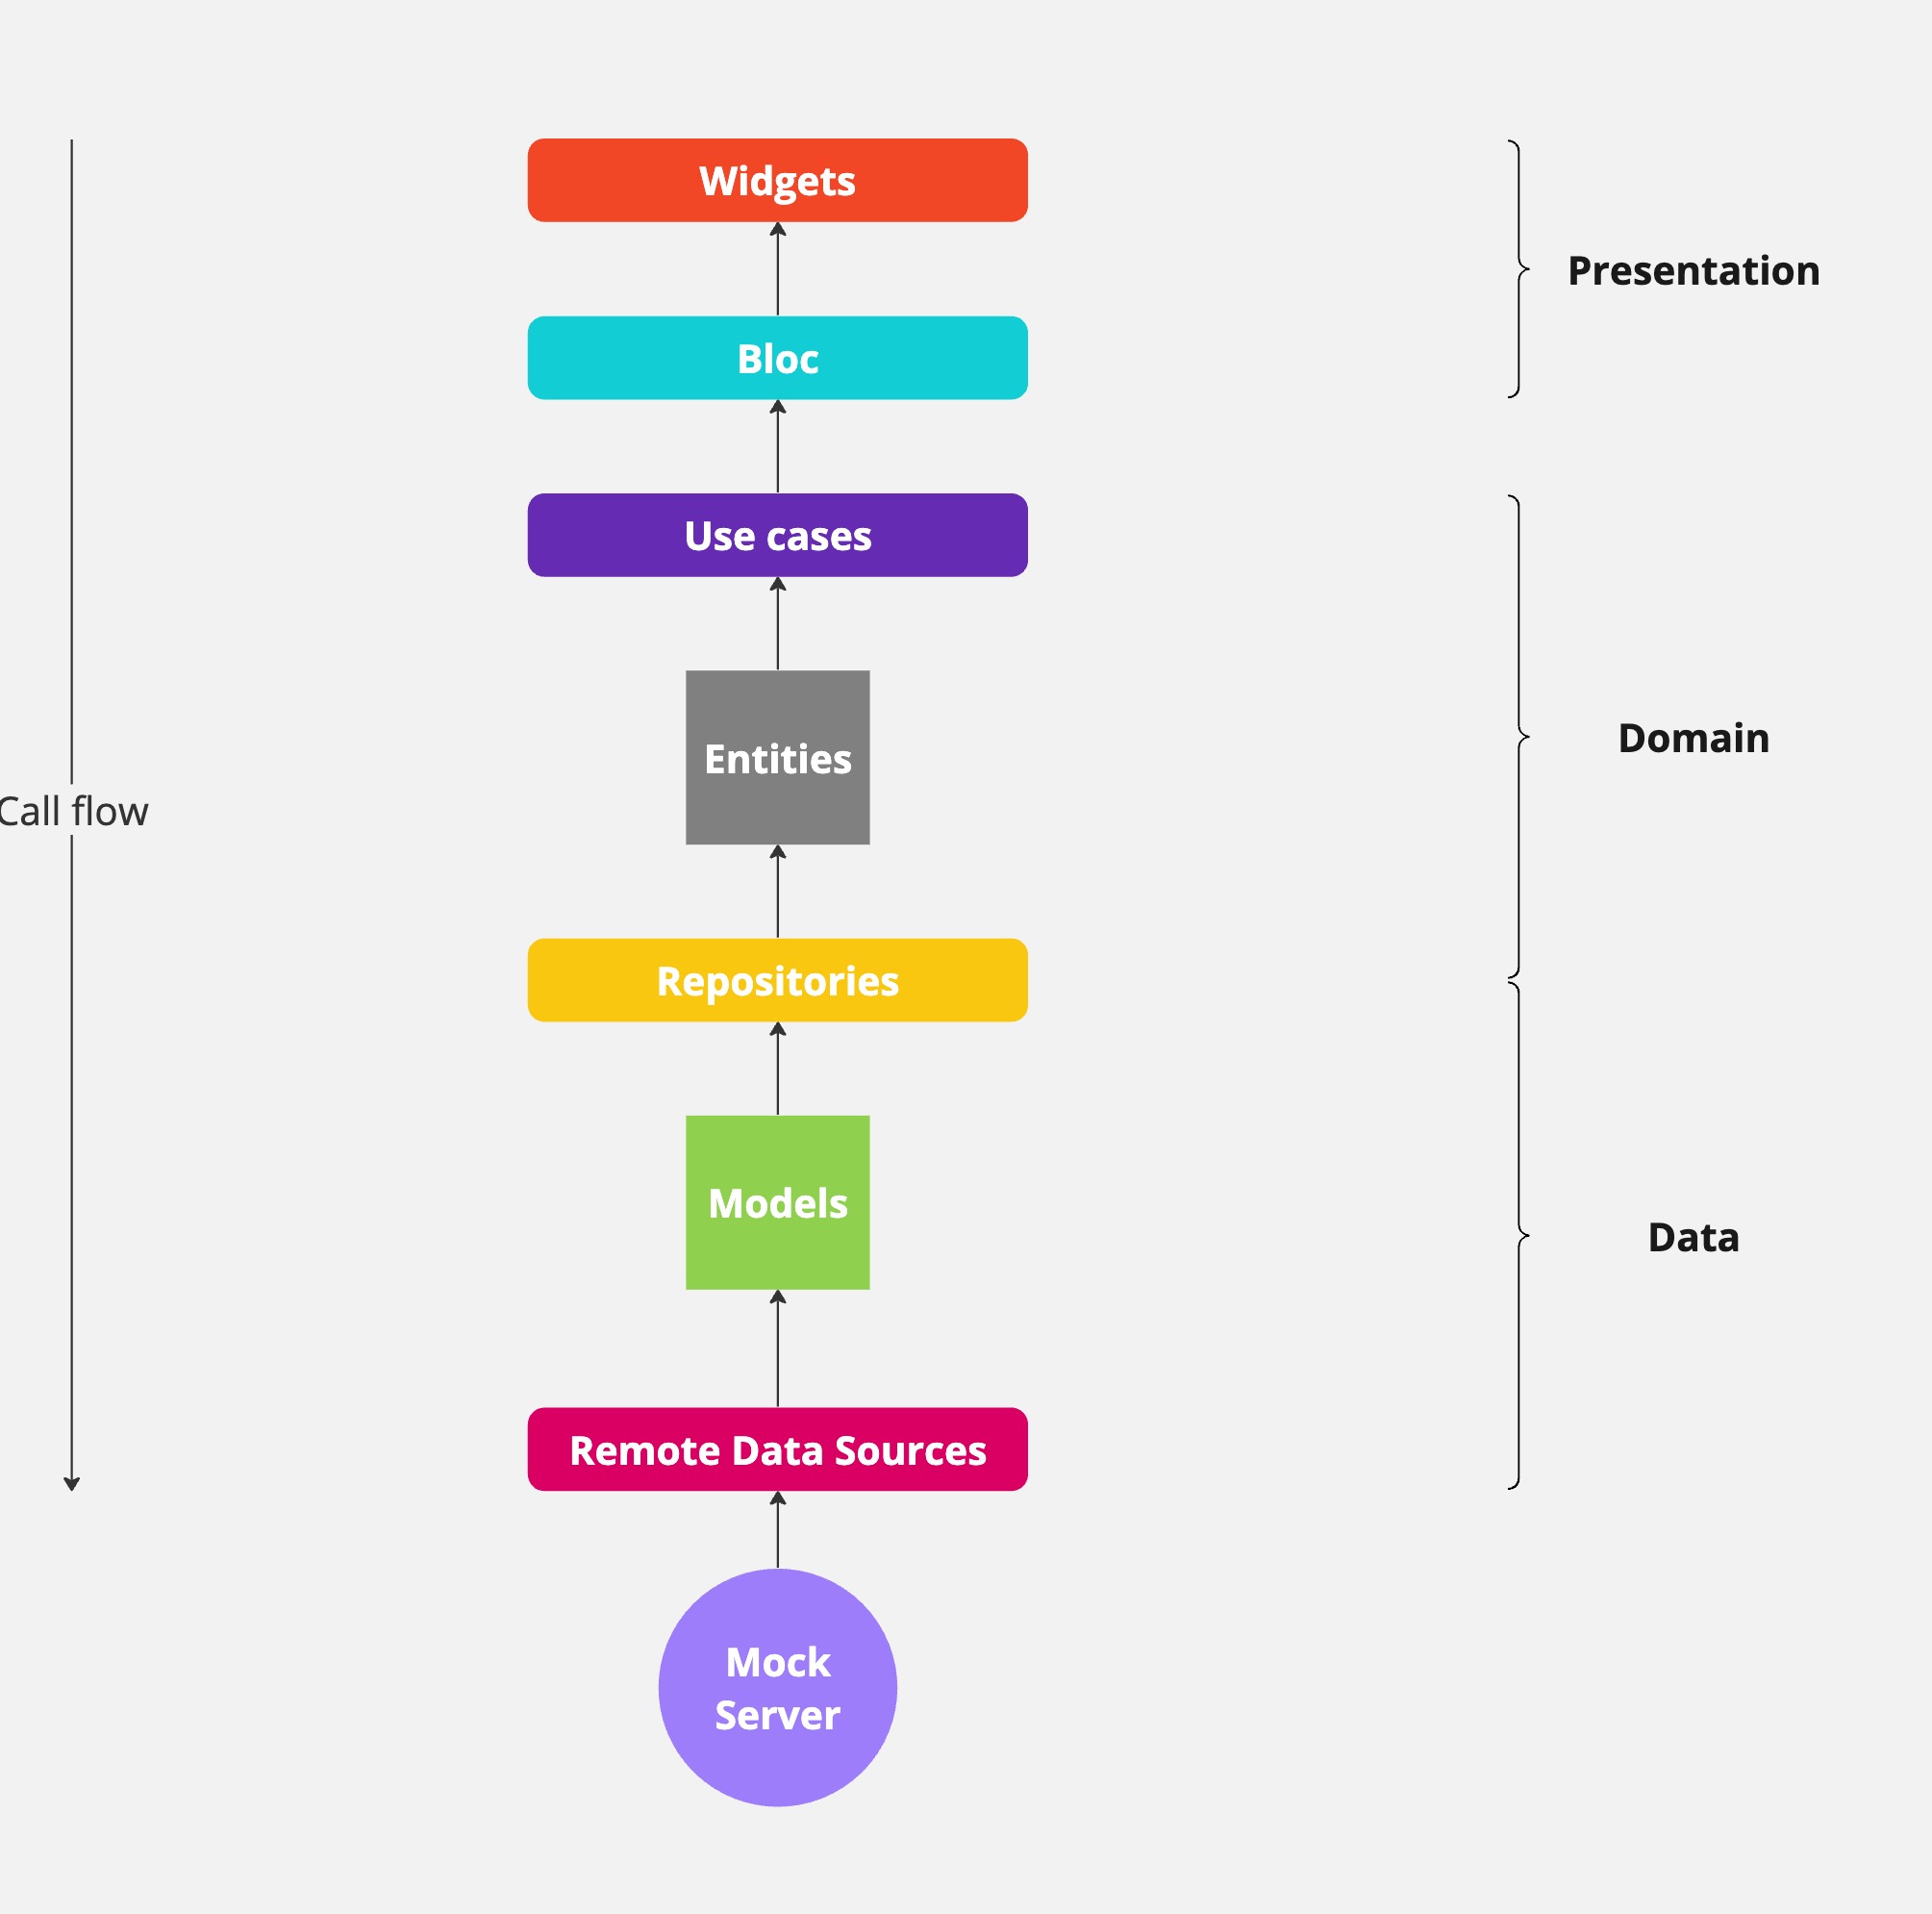 Widgets
Presentation
Bloc
Use cases
Domain
Entities
Call flow
Repositories
Models
Data
Remote Data Sources
Mock
Server